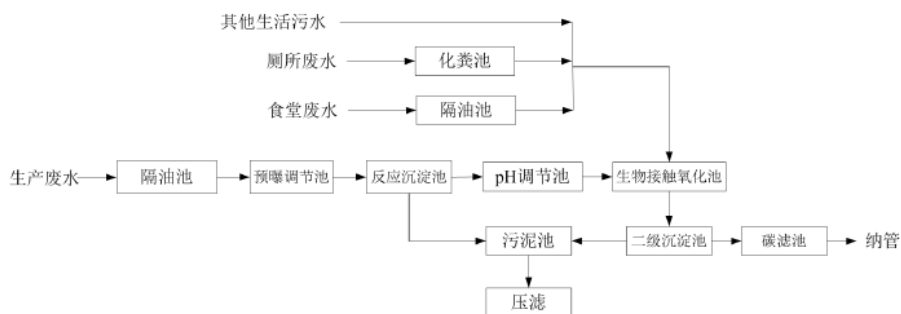 其他生活污水
厕所废水
化粪池
食堂废水
隔油池
生产废水
隔油池
预曝调节池
反应沉淀池
pH调节池
生物接触氧化池
污泥池
二级沉淀池
碳滤池
纳管
压滤